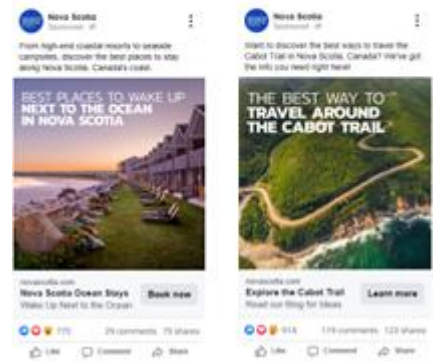 Nova Scotia
Sponsored
From high-end coastal resorts to seaside
campsites, discover the best places to stay
along Nova Scotia, Canada's coast.
BEST PLACES TO WAKE UP
NEXT TO THE OCEAN
IN NOVA SCOTIA
novascotia.com
Nova Scotia Ocean Stays
Wake Up Next to the Ocean
Book now
770
29 comments 75 shares
Like Comment Share
Nova Scotia
Sponsored
Want to discover the best ways to travel the
Cabot Trail in Nova Scotia, Canada? We've got
the info you need right here!
THE BEST WAY TO
TRAVEL AROUND
THE CABOT TRAIL
novascotia.com
Explore the Cabot Trail
Read our Blog for Ideas
Learn more
914
comments 123 shares
Like Comment Share